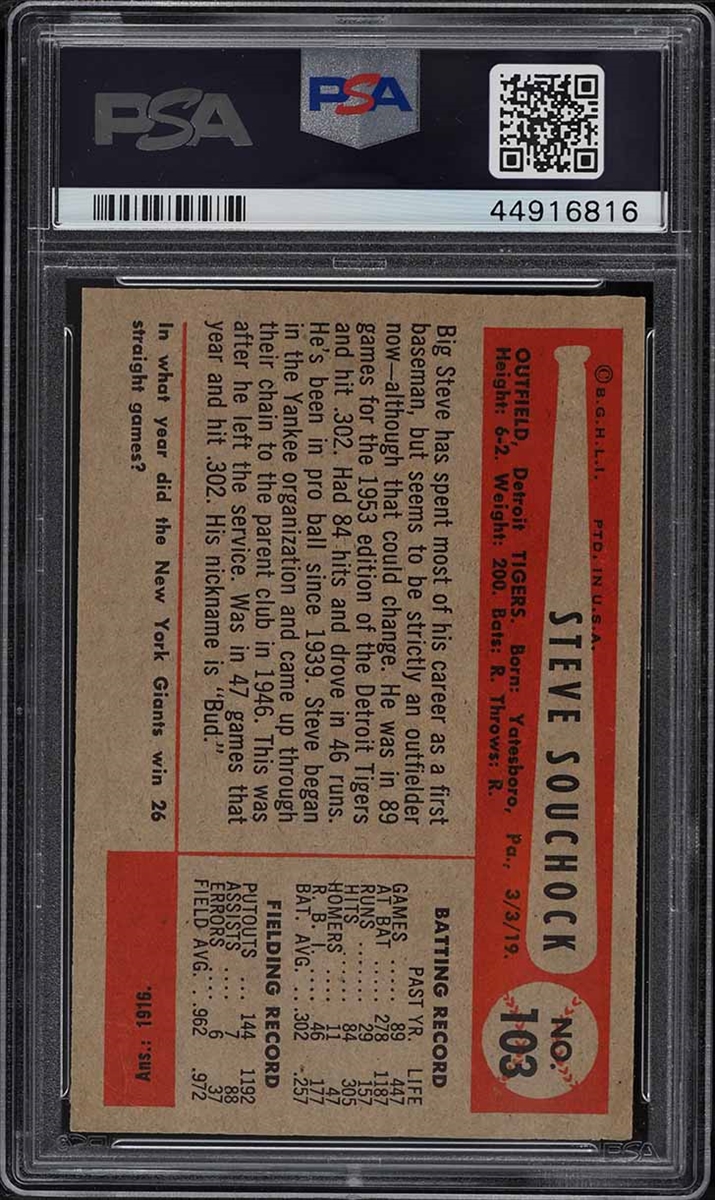 PSA
PSA
44916816
© B.G.H.L.I. PTD. IN U.S.A.
STEVE SOUCHOCK
NO. 103
OUTFIELD, Detroit TIGERS. Born: Yatesboro, Pa., 3/3/19.
Height: 6-2. Weight: 200. Bats: R. Throws: R.
Big Steve has spent most of his career as a first
baseman, but seems to be strictly an outfielder
now—although that could change. He was in 89
games for the 1953 edition of the Detroit Tigers
and hit .302. Had 84 hits and drove in 46 runs.
He's been in pro ball since 1939. Steve began
in the Yankee organization and came up through
their chain to the parent club in 1946. This was
after he left the service. Was in 47 games that
year and hit .302. His nickname is "Bud."
BATTING RECORD
PAST YR. LIFE
GAMES ..... 89 447
AT BAT ..... 278 1187
RUNS ....... 29 157
HITS ....... 84 305
HOMERS .... 11 47
R. B. I. ..... 46 177
BAT. AVG. ... .302 .257
FIELDING RECORD
PUTOUTS ... 144 1192
ASSISTS .... 7 88
ERRORS .... 6 37
FIELD AVG. . .962 .972
In what year did the New York Giants win 26
straight games?
Ans.: 1916.
PSA